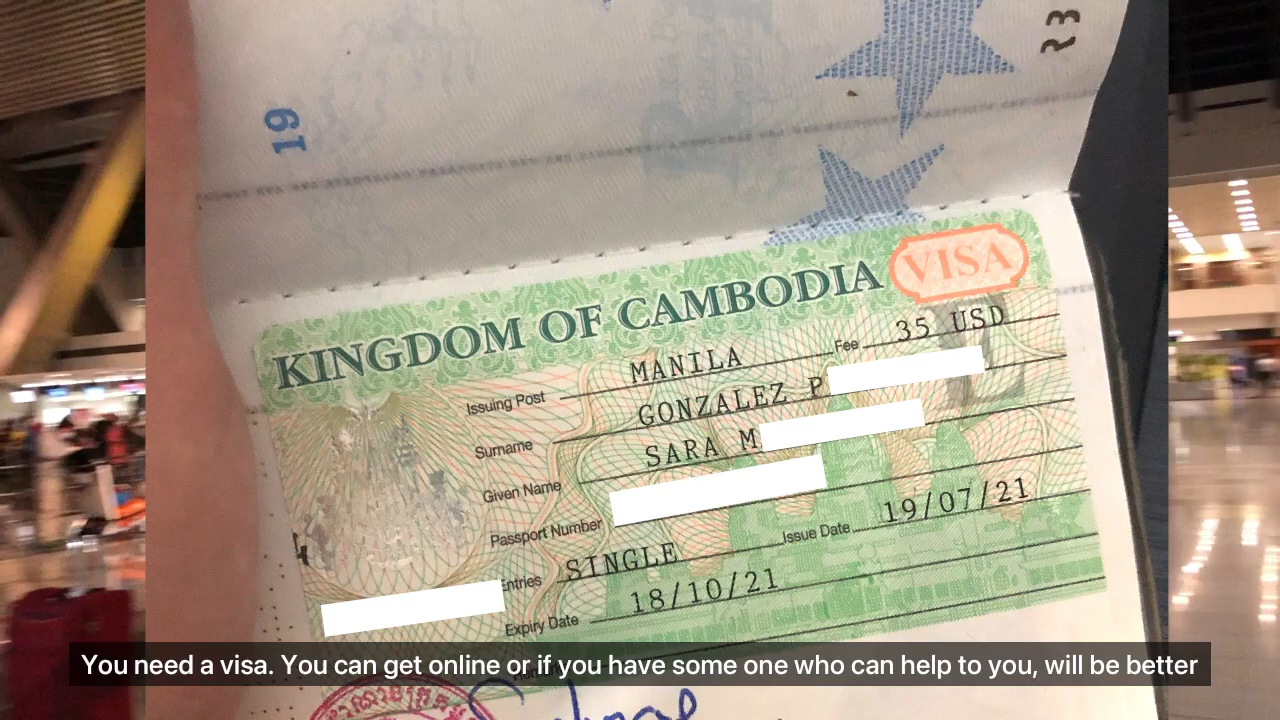 23
19
KINGDOM OF CAMBODIA VISA
Issuing Post MANILA Fee 35 USD
Surname GONZALEZ P
Given Name SARA M
Passport Number
Entries SINGLE Issue Date 19/07/21
Expiry Date 18/10/21
You need a visa. You can get online or if you have some one who can help to you, will be better